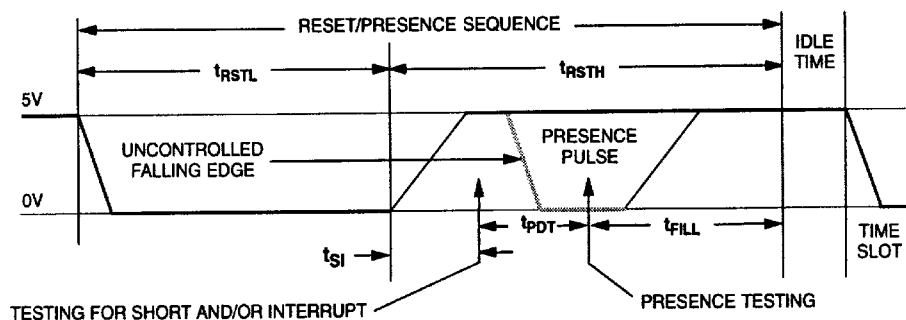 RESET/PRESENCE SEQUENCE
IDLE
TIME
tRSTL
tRSTH
5V
UNCONTROLLED
FALLING EDGE
PRESENCE
PULSE
0V
tPDT
tFILL
tSI
TIME
SLOT
TESTING FOR SHORT AND/OR INTERRUPT
PRESENCE TESTING